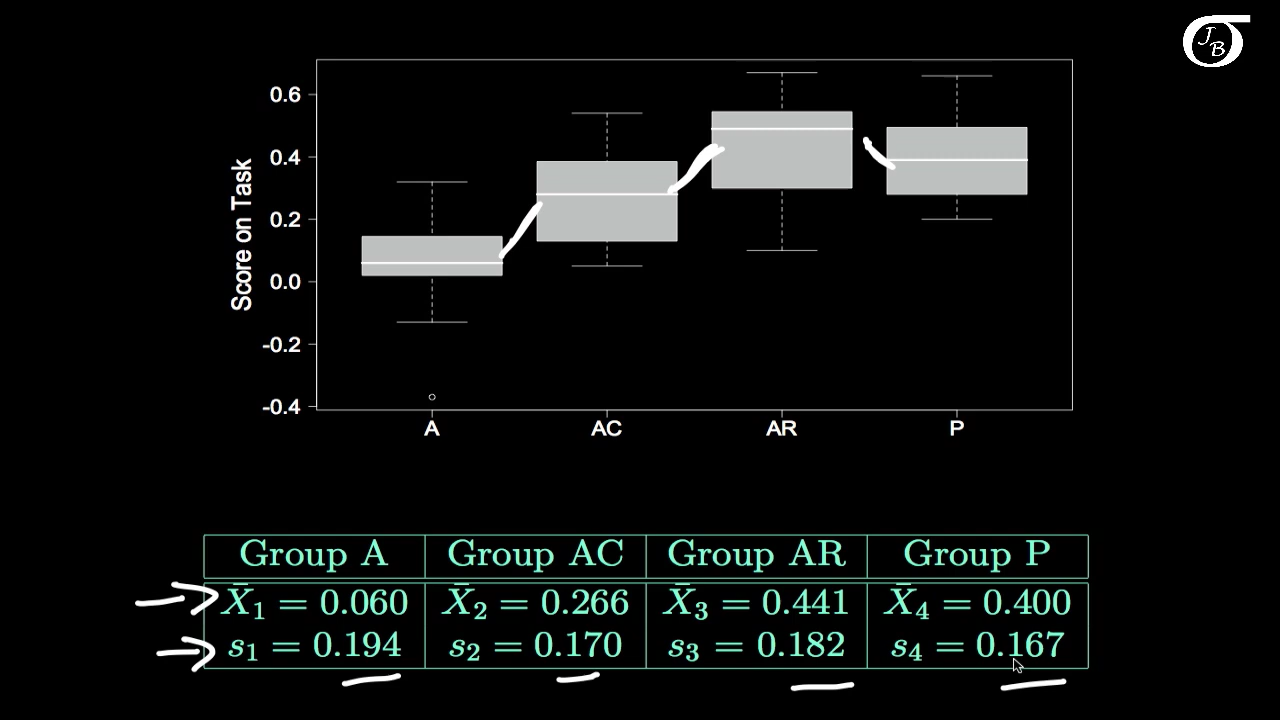 JB
0.6
0.4
0.2
0.0
-0.2
-0.4
Score on Task
A AC AR P
Group A Group AC Group AR Group P
X̄₁ = 0.060 X̄₂ = 0.266 X̄₃ = 0.441 X̄₄ = 0.400
s₁ = 0.194 s₂ = 0.170 s₃ = 0.182 s₄ = 0.167